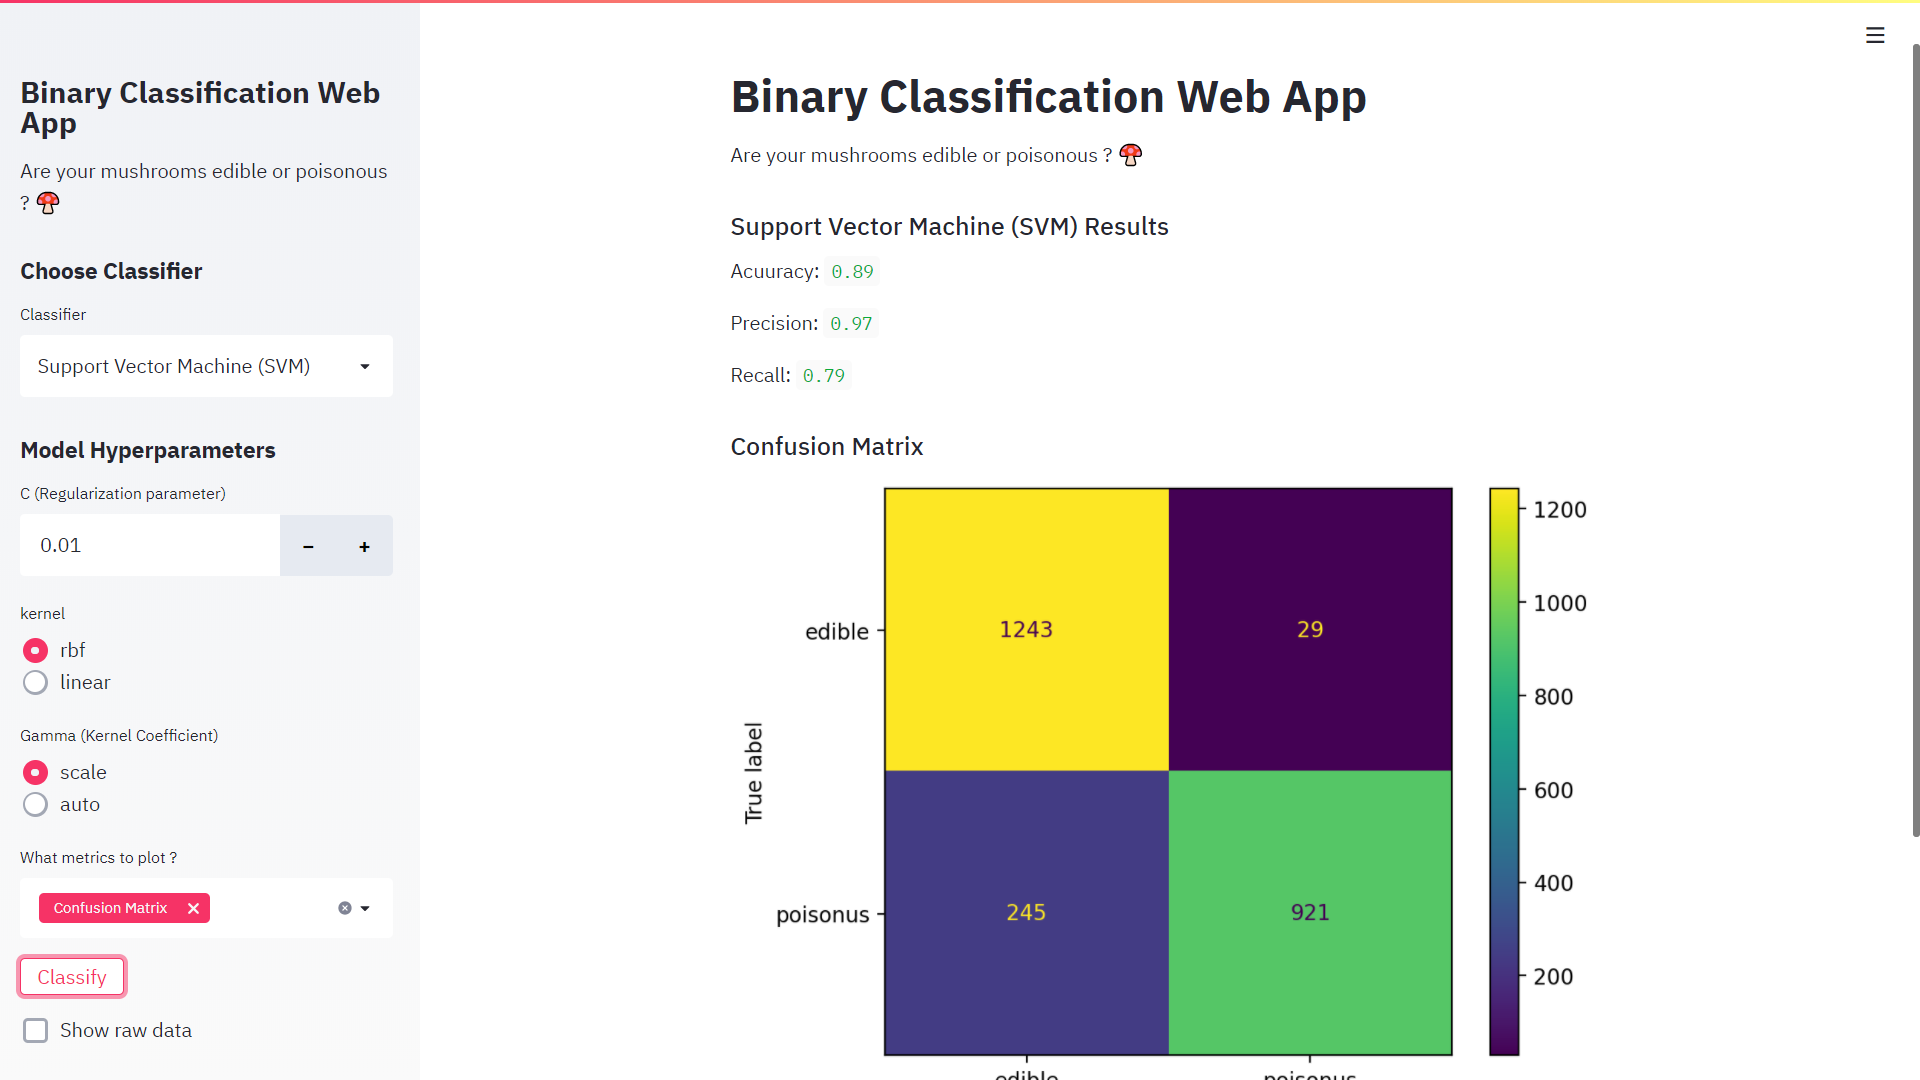 Binary Classification Web
App
Are your mushrooms edible or poisonous
? 🍄
Choose Classifier
Classifier
Support Vector Machine (SVM)
Model Hyperparameters
C (Regularization parameter)
0.01
kernel
rbf
linear
Gamma (Kernel Coefficient)
scale
auto
What metrics to plot ?
Confusion Matrix
Classify
Show raw data
Binary Classification Web App
Are your mushrooms edible or poisonous ? 🍄
Support Vector Machine (SVM) Results
Acuuracy: 0.89
Precision: 0.97
Recall: 0.79
Confusion Matrix
True label
edible
1243 29
poisonus
245 921
edible poisonus
1200
1000
800
600
400
200